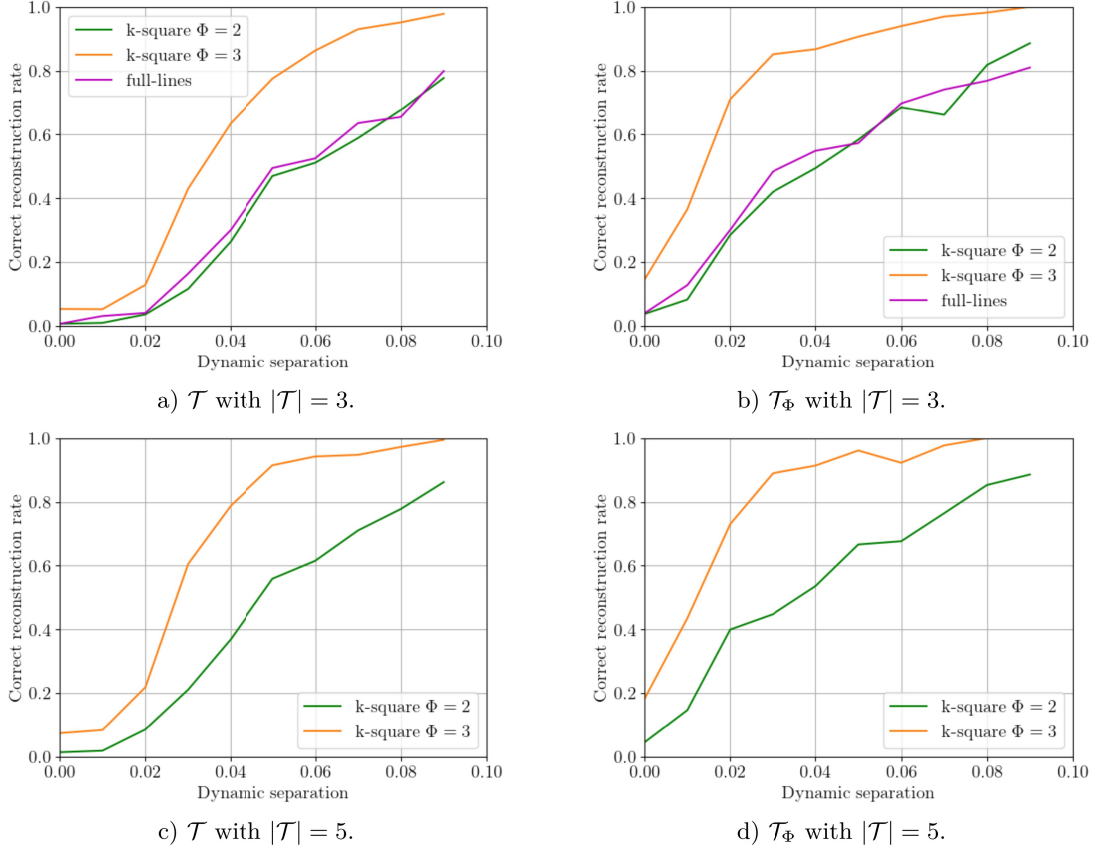 1.0
0.8
0.6
0.4
0.2
0.0
Correct reconstruction rate
k-square Φ = 2
k-square Φ = 3
full-lines
0.00 0.02 0.04 0.06 0.08 0.10
Dynamic separation
a) 𝒯 with |𝒯| = 3.
1.0
0.8
0.6
0.4
0.2
0.0
Correct reconstruction rate
k-square Φ = 2
k-square Φ = 3
full-lines
0.00 0.02 0.04 0.06 0.08 0.10
Dynamic separation
b) 𝒯_Φ with |𝒯| = 3.
1.0
0.8
0.6
0.4
0.2
0.0
Correct reconstruction rate
k-square Φ = 2
k-square Φ = 3
0.00 0.02 0.04 0.06 0.08 0.10
Dynamic separation
c) 𝒯 with |𝒯| = 5.
1.0
0.8
0.6
0.4
0.2
0.0
Correct reconstruction rate
k-square Φ = 2
k-square Φ = 3
0.00 0.02 0.04 0.06 0.08 0.10
Dynamic separation
d) 𝒯_Φ with |𝒯| = 5.